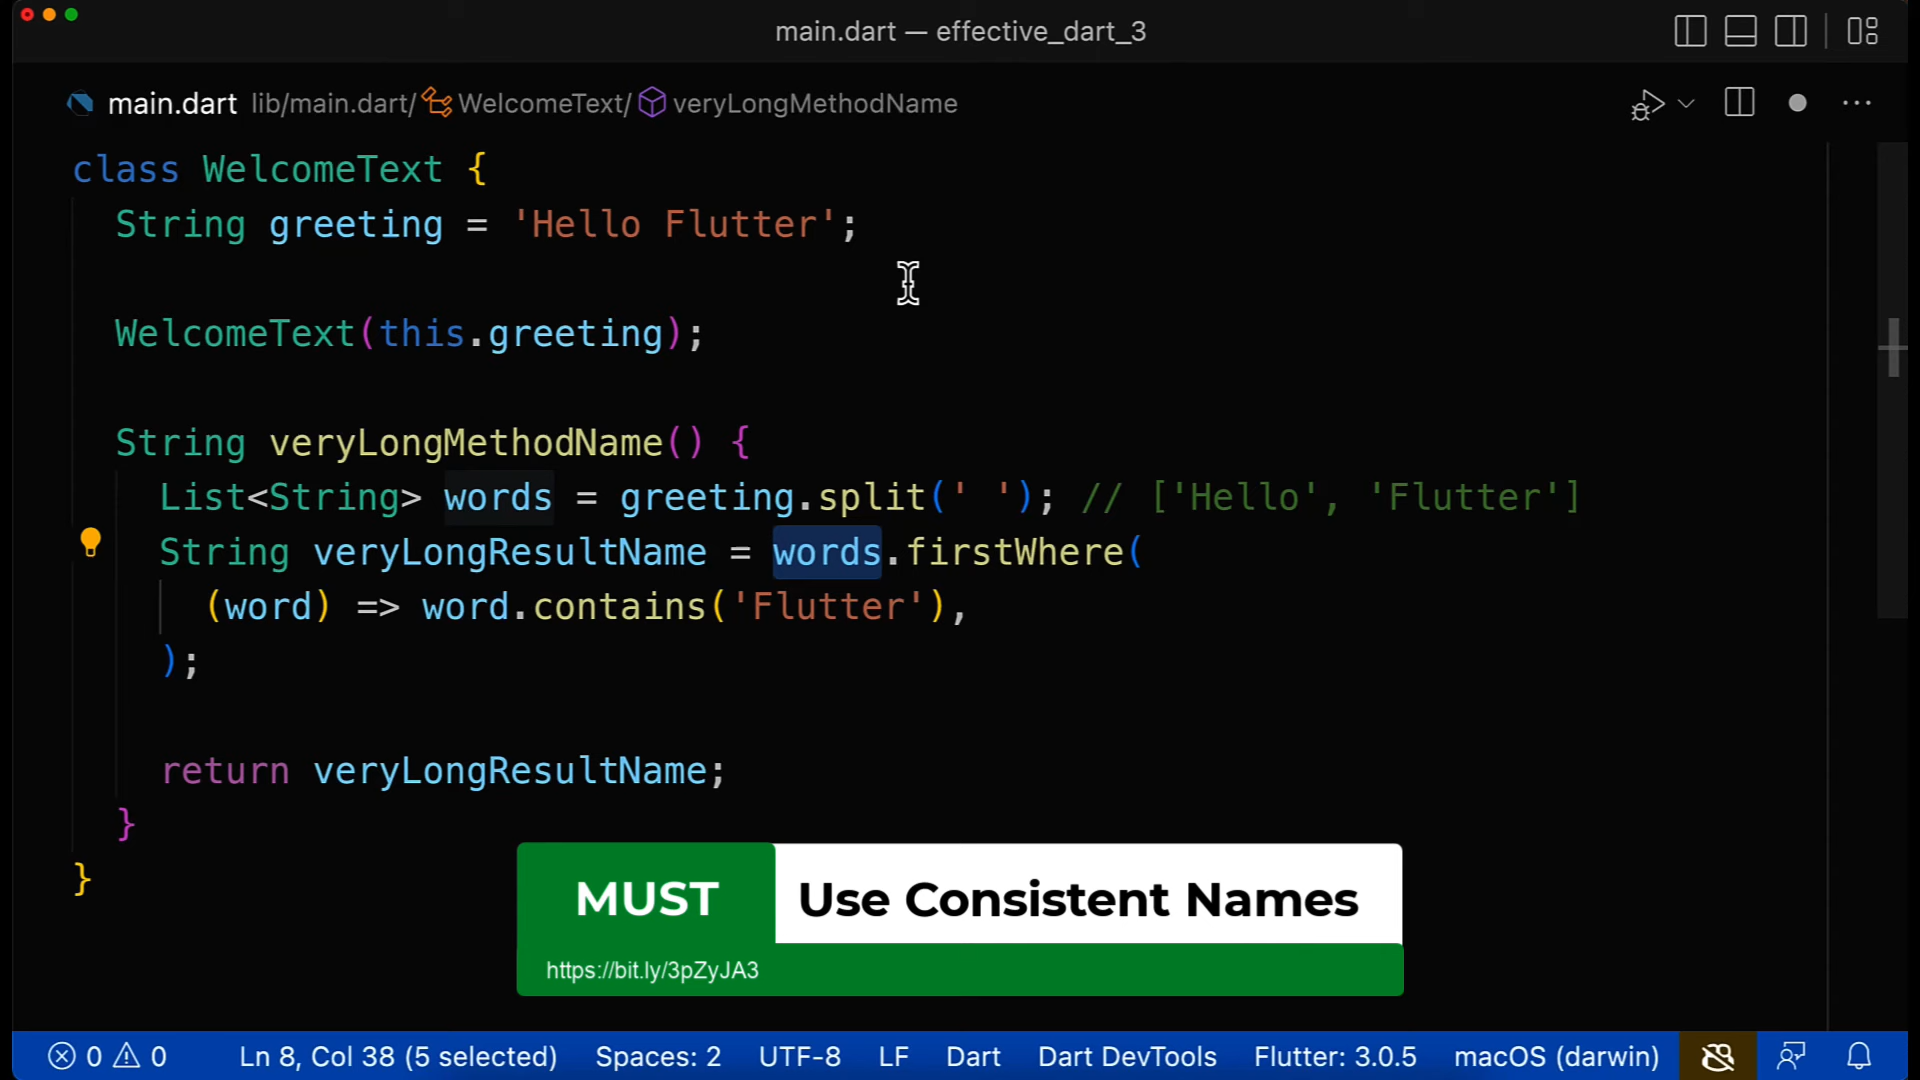 main.dart — effective_dart_3
main.dart lib/main.dart/ WelcomeText/ veryLongMethodName
class WelcomeText {
String greeting = 'Hello Flutter';
WelcomeText(this.greeting);
String veryLongMethodName() {
List<String> words = greeting.split(' '); // ['Hello', 'Flutter']
String veryLongResultName = words.firstWhere(
(word) => word.contains('Flutter'),
);
return veryLongResultName;
}
}
MUST Use Consistent Names
https://bit.ly/3pZyJA3
0 0 Ln 8, Col 38 (5 selected) Spaces: 2 UTF-8 LF Dart Dart DevTools Flutter: 3.0.5 macOS (darwin)